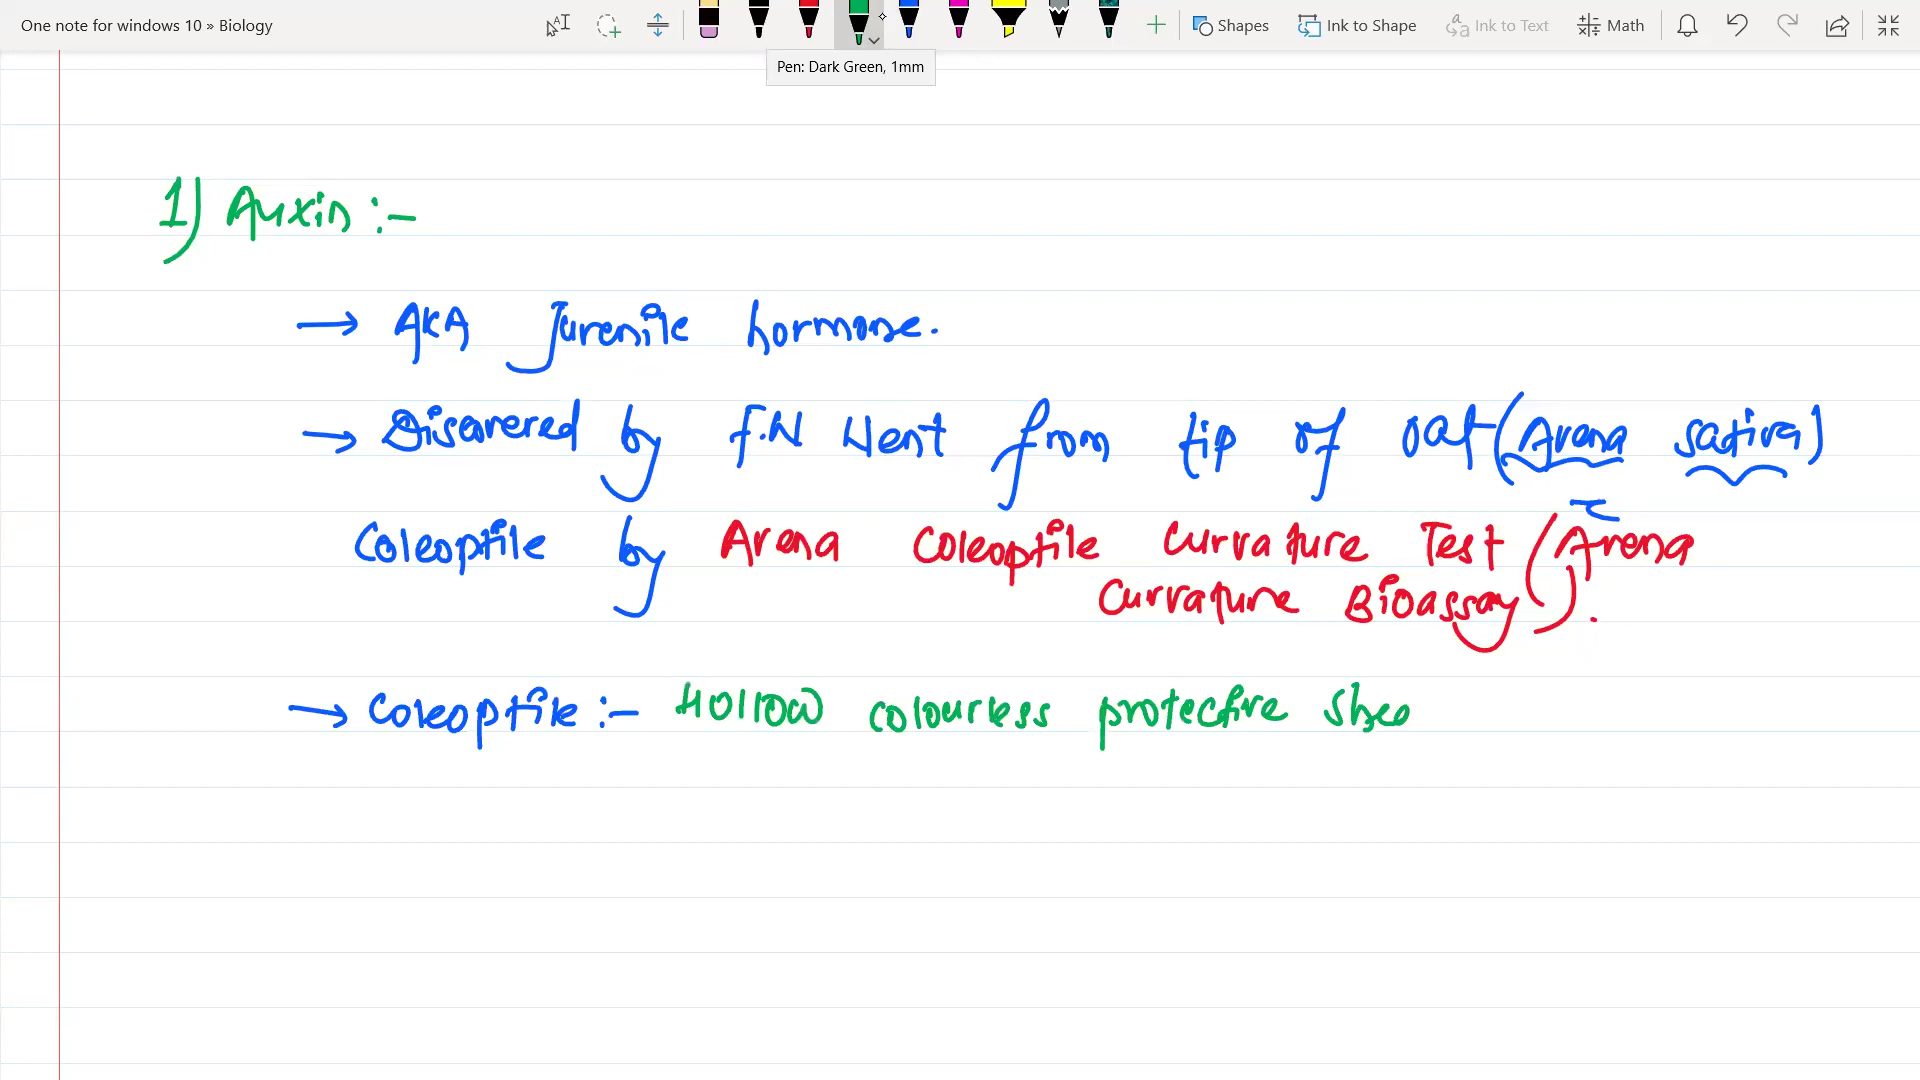 One note for windows 10 » Biology
Shapes
Ink to Shape
Ink to Text
Math
Pen: Dark Green, 1mm
1) Auxin :-
→ AKA Juvenile hormone.
→ Discovered by F.W Went from tip of oat (Avena sativa)
Coleoptile by Avena Coleoptile Curvature Test (Avena
Curvature Bioassay).
→ Coleoptile :- Hollow colourless protective shea